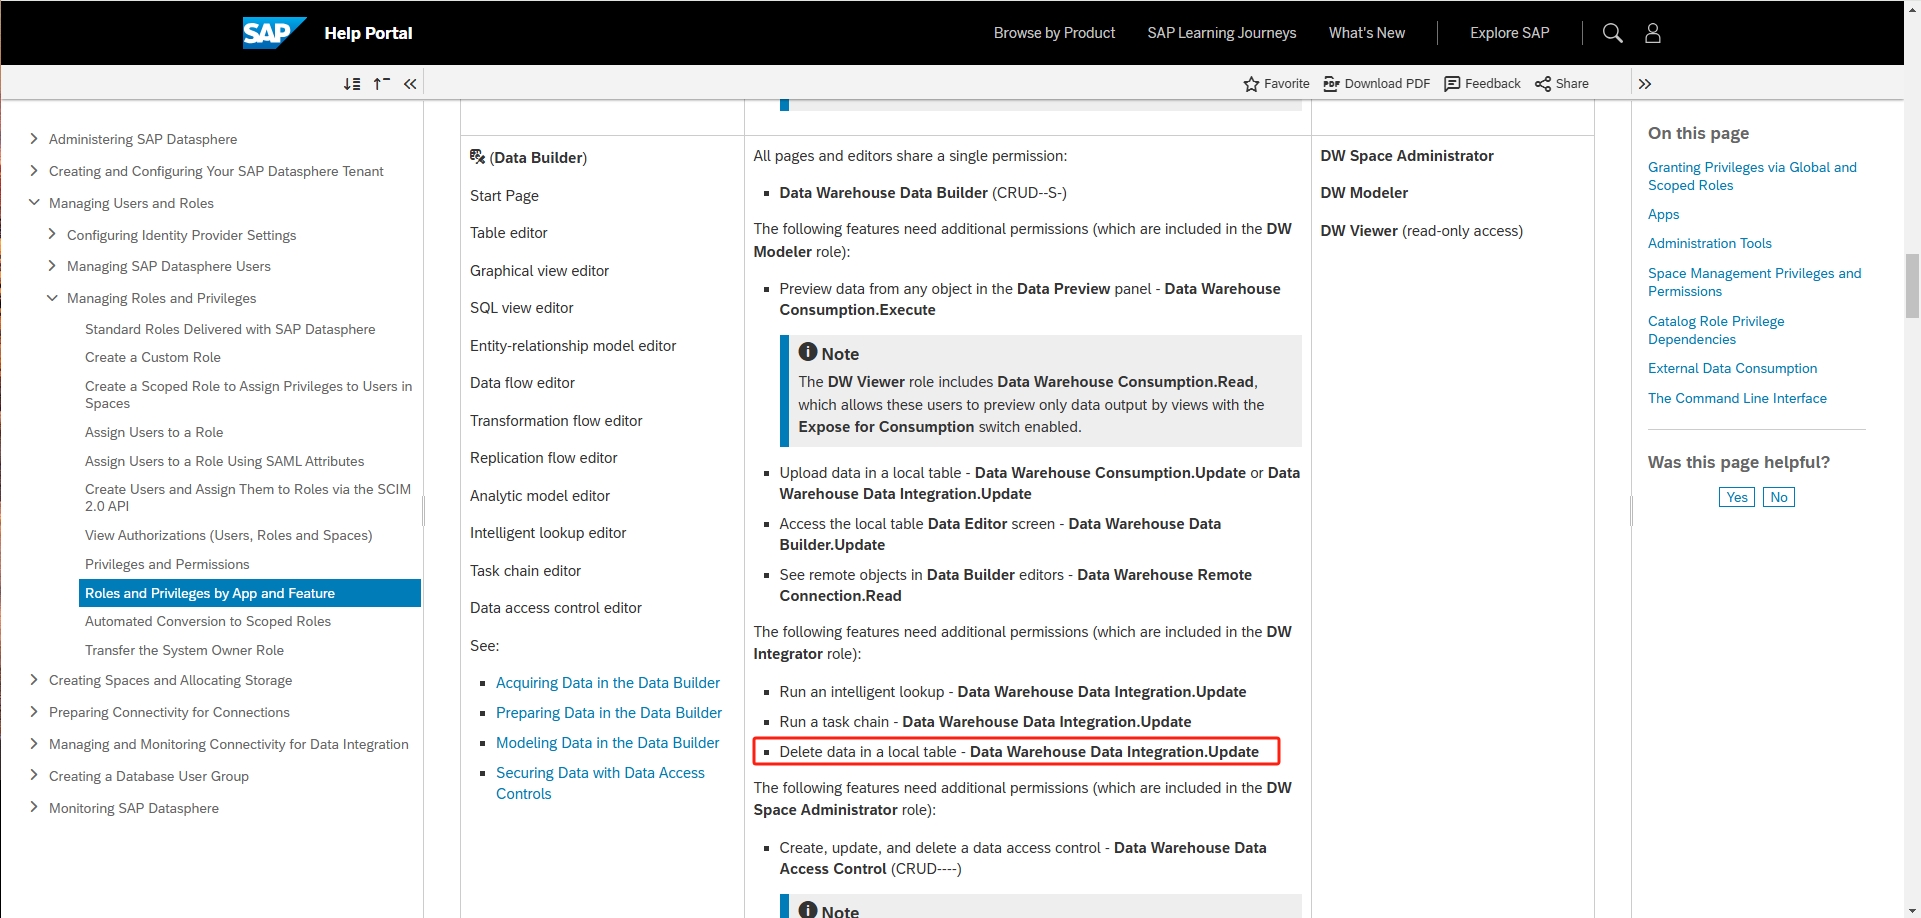 SAP Help Portal
Browse by Product
SAP Learning Journeys
What's New
Explore SAP
Favorite
PDF Download PDF
Feedback
Share
Administering SAP Datasphere
Creating and Configuring Your SAP Datasphere Tenant
Managing Users and Roles
Configuring Identity Provider Settings
Managing SAP Datasphere Users
Managing Roles and Privileges
Standard Roles Delivered with SAP Datasphere
Create a Custom Role
Create a Scoped Role to Assign Privileges to Users in
Spaces
Assign Users to a Role
Assign Users to a Role Using SAML Attributes
Create Users and Assign Them to Roles via the SCIM
2.0 API
View Authorizations (Users, Roles and Spaces)
Privileges and Permissions
Roles and Privileges by App and Feature
Automated Conversion to Scoped Roles
Transfer the System Owner Role
Creating Spaces and Allocating Storage
Preparing Connectivity for Connections
Managing and Monitoring Connectivity for Data Integration
Creating a Database User Group
Monitoring SAP Datasphere
(Data Builder)
Start Page
Table editor
Graphical view editor
SQL view editor
Entity-relationship model editor
Data flow editor
Transformation flow editor
Replication flow editor
Analytic model editor
Intelligent lookup editor
Task chain editor
Data access control editor
See:
Acquiring Data in the Data Builder
Preparing Data in the Data Builder
Modeling Data in the Data Builder
Securing Data with Data Access
Controls
All pages and editors share a single permission:
Data Warehouse Data Builder (CRUD--S-)
The following features need additional permissions (which are included in the DW
Modeler role):
Preview data from any object in the Data Preview panel - Data Warehouse
Consumption.Execute
Note
The DW Viewer role includes Data Warehouse Consumption.Read,
which allows these users to preview only data output by views with the
Expose for Consumption switch enabled.
Upload data in a local table - Data Warehouse Consumption.Update or Data
Warehouse Data Integration.Update
Access the local table Data Editor screen - Data Warehouse Data
Builder.Update
See remote objects in Data Builder editors - Data Warehouse Remote
Connection.Read
The following features need additional permissions (which are included in the DW
Integrator role):
Run an intelligent lookup - Data Warehouse Data Integration.Update
Run a task chain - Data Warehouse Data Integration.Update
Delete data in a local table - Data Warehouse Data Integration.Update
The following features need additional permissions (which are included in the DW
Space Administrator role):
Create, update, and delete a data access control - Data Warehouse Data
Access Control (CRUD----)
Note
DW Space Administrator
DW Modeler
DW Viewer (read-only access)
On this page
Granting Privileges via Global and
Scoped Roles
Apps
Administration Tools
Space Management Privileges and
Permissions
Catalog Role Privilege
Dependencies
External Data Consumption
The Command Line Interface
Was this page helpful?
Yes
No